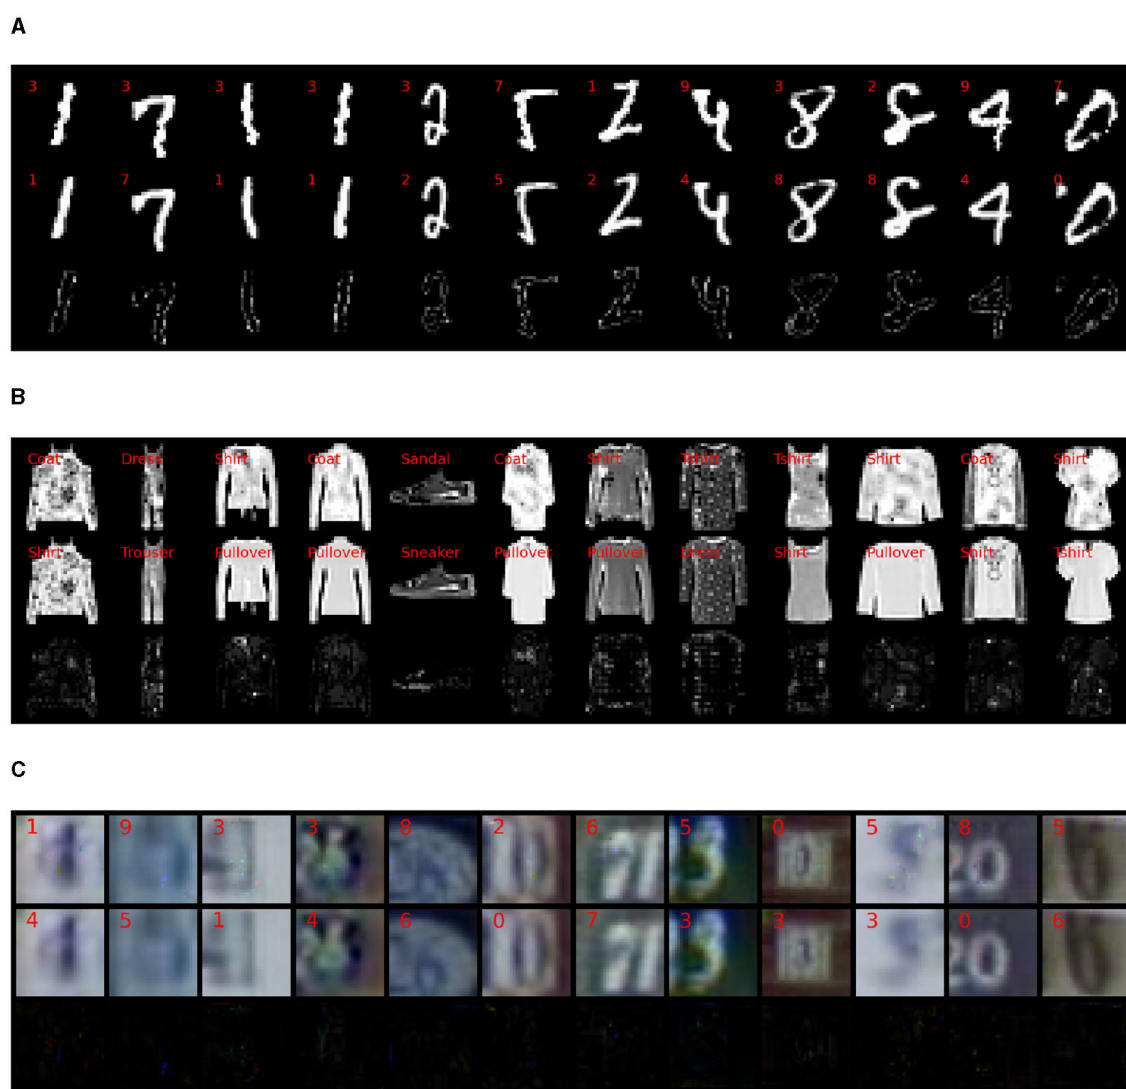 A
3 3 3 3 3 7 1 9 3 2 9 7
1 7 1 1 2 5 2 4 8 8 4 0
B
Coat Dress Shirt Coat Sandal Coat Shirt Tshirt Tshirt Shirt Coat Shirt
Shirt Trouser Pullover Pullover Sneaker Pullover Pullover Dress Shirt Pullover Shirt Tshirt
C
1 9 3 3 8 2 6 5 0 5 8 5
4 5 1 4 6 0 7 3 3 3 0 6